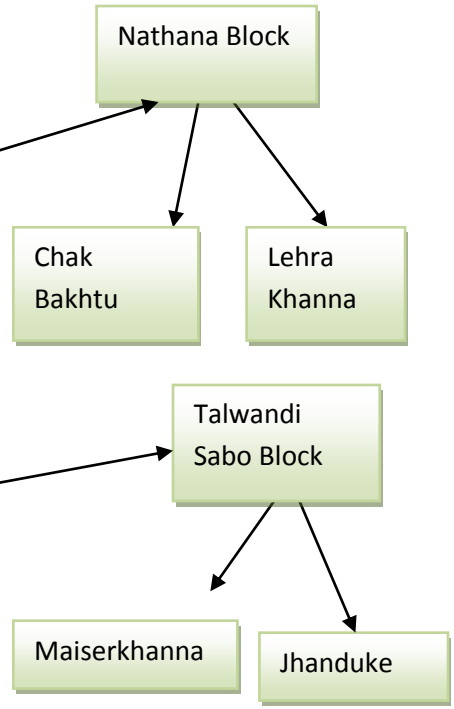 Nathana Block
Chak
Bakhtu
Lehra
Khanna
Talwandi
Sabo Block
Maiserkhanna
Jhanduke